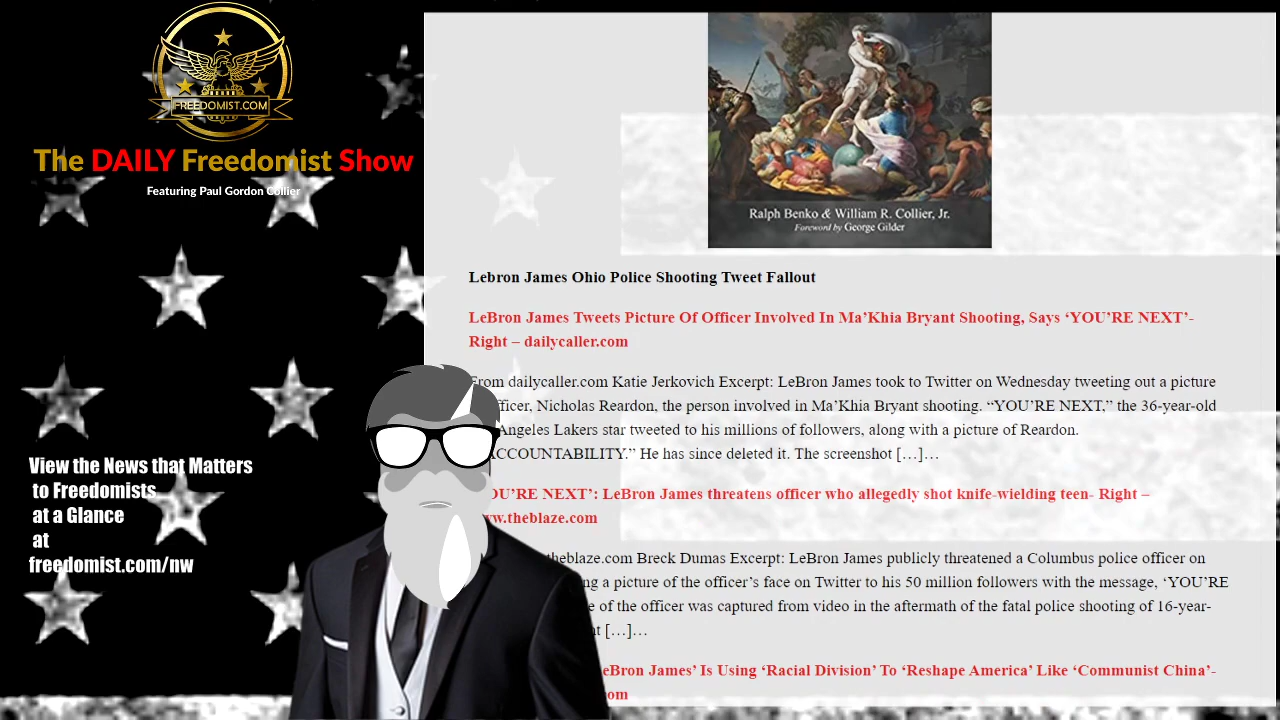 FREEDOMIST.COM
The DAILY Freedomist Show
Featuring Paul Gordon Collier
View the News that Matters
to Freedomists
at a Glance
at
freedomist.com/nw
Ralph Benko & William R. Collier, Jr.
Foreword by George Gilder
Lebron James Ohio Police Shooting Tweet Fallout
LeBron James Tweets Picture Of Officer Involved In Ma’Khia Bryant Shooting, Says ‘YOU’RE NEXT’-
Right – dailycaller.com
From dailycaller.com Katie Jerkovich Excerpt: LeBron James took to Twitter on Wednesday tweeting out a picture
fficer, Nicholas Reardon, the person involved in Ma’Khia Bryant shooting. “YOU’RE NEXT,” the 36-year-old
Angeles Lakers star tweeted to his millions of followers, along with a picture of Reardon.
ACCOUNTABILITY.” He has since deleted it. The screenshot […]…
OU’RE NEXT’: LeBron James threatens officer who allegedly shot knife-wielding teen- Right –
ww.theblaze.com
theblaze.com Breck Dumas Excerpt: LeBron James publicly threatened a Columbus police officer on
ng a picture of the officer’s face on Twitter to his 50 million followers with the message, ‘YOU’RE
e of the officer was captured from video in the aftermath of the fatal police shooting of 16-year-
nt […]…
eBron James’ Is Using ‘Racial Division’ To ‘Reshape America’ Like ‘Communist China’-
om